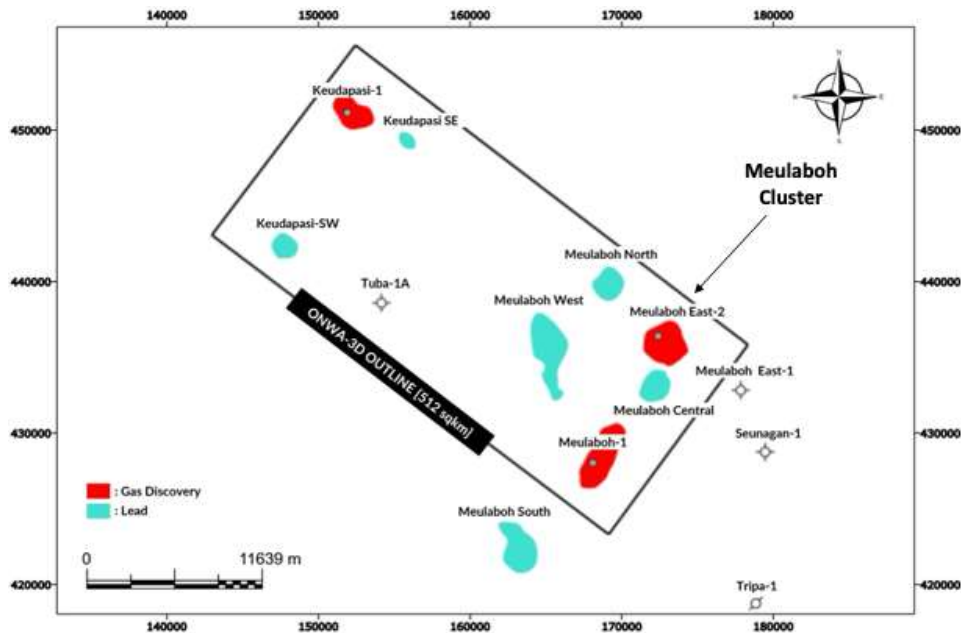 140000 150000 160000 170000 180000
N
Keudapasi-1
450000
450000
Keudapasi SE
S
Meulaboh
Cluster
Keudapasi-SW
Meulaboh North
440000
440000
Tuba-1A
Meulaboh West
Meulaboh East-2
ONWA-3D OUTLINE [512 sqkm]
Meulaboh East-1
Meulaboh Central
430000
430000
Meulaboh-1
Seunagan-1
: Gas Discovery
: Lead
Meulaboh South
0 11639 m
420000
420000
Tripa-1
140000 150000 160000 170000 180000